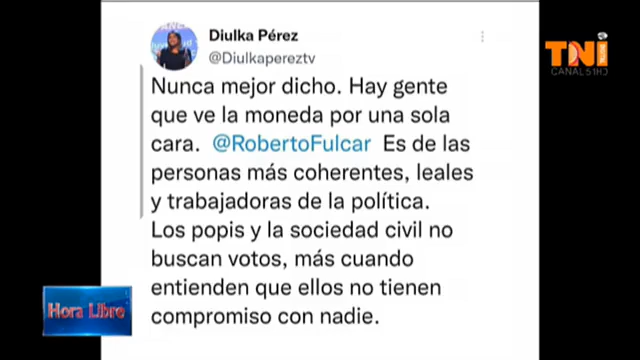 Diulka Pérez
@Diulkapereztv
Nunca mejor dicho. Hay gente
que ve la moneda por una sola
cara. @RobertoFulcar Es de las
personas más coherentes, leales
y trabajadoras de la política.
Los popis y la sociedad civil no
buscan votos, más cuando
entienden que ellos no tienen
compromiso con nadie.
TNi
CANAL 51HD
Hora Libre